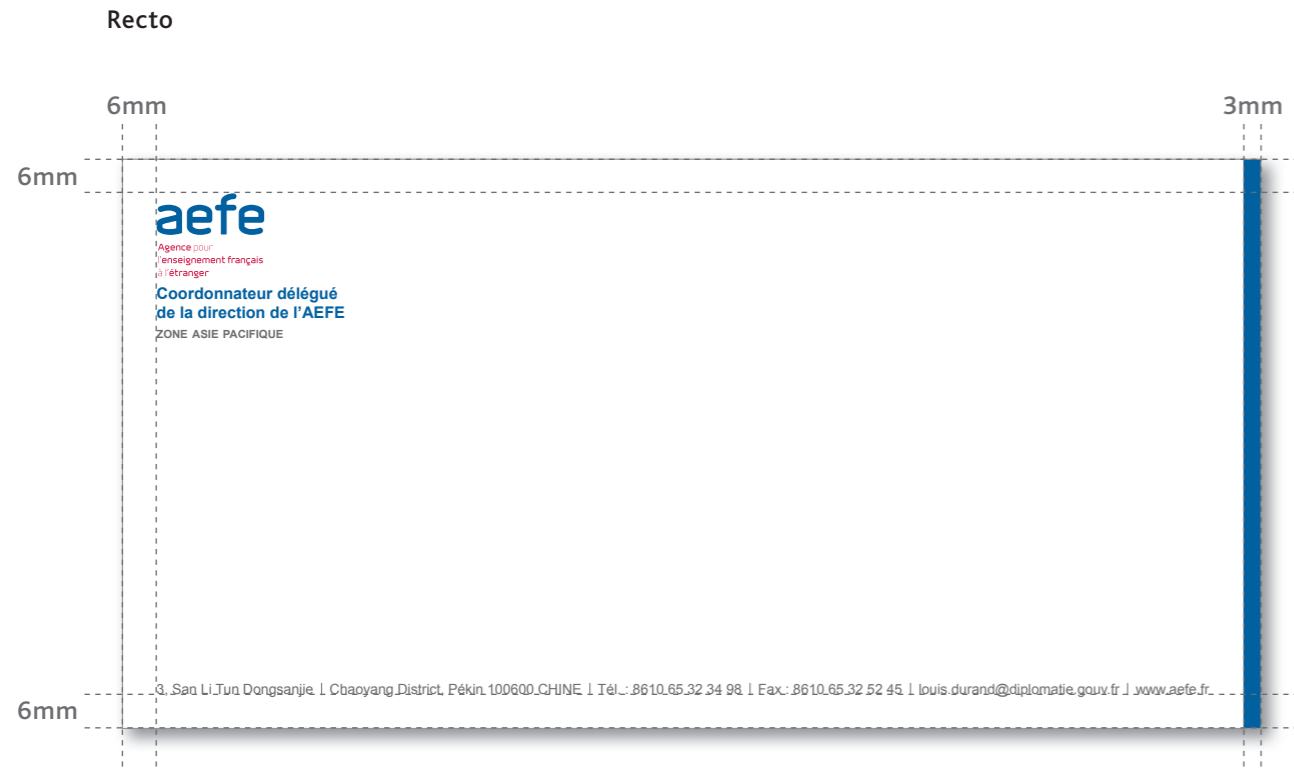 Recto
6mm
3mm
6mm
aefe
Agence pour
l'enseignement français
à l'étranger
Coordonnateur délégué
de la direction de l’AEFE
ZONE ASIE PACIFIQUE
3, San Li Tun Dongsanjie | Chaoyang District, Pékin 100600 CHINE | Tél. : 8610 65 32 34 98 | Fax : 8610 65 32 52 45 | louis.durand@diplomatie.gouv.fr | www.aefe.fr
6mm